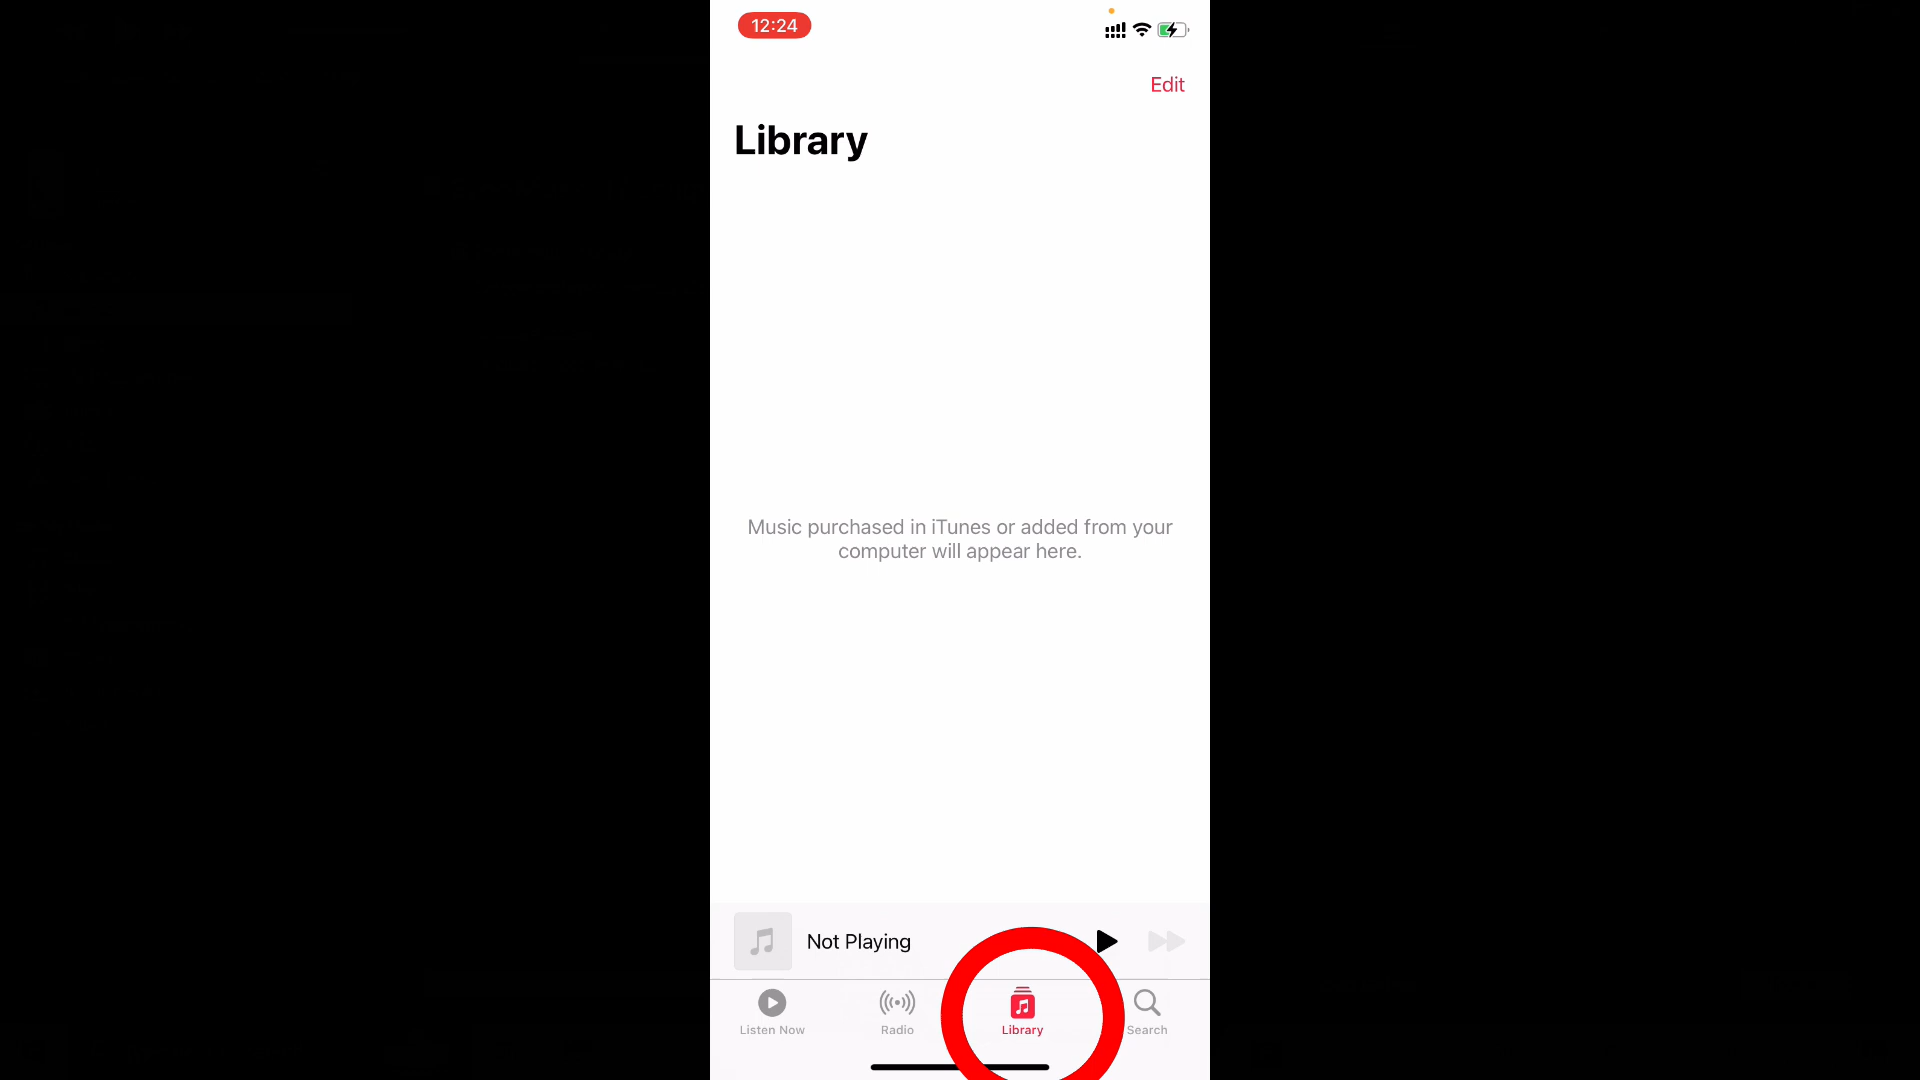 12:24
Edit
Library
Music purchased in iTunes or added from your
computer will appear here.
Not Playing
Listen Now
Radio
Library
Search